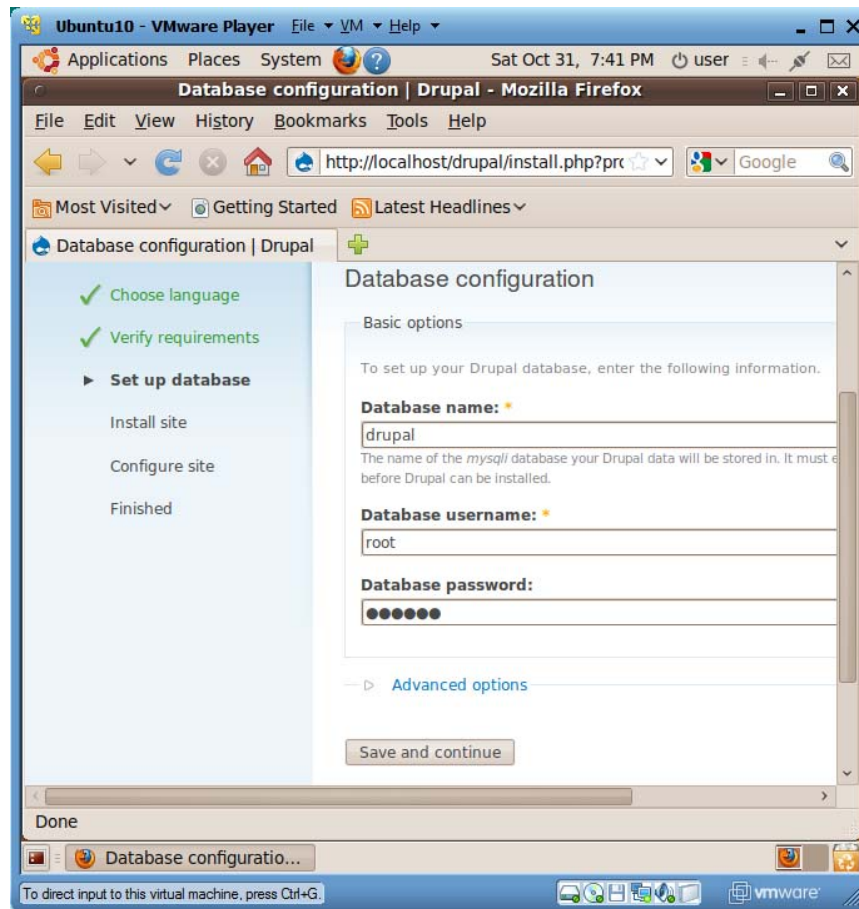 Ubuntu10 - VMware Player File VM Help
Applications Places System Sat Oct 31, 7:41 PM user
Database configuration | Drupal - Mozilla Firefox
File Edit View History Bookmarks Tools Help
http://localhost/drupal/install.php?pro Google
Most Visited Getting Started Latest Headlines
Database configuration | Drupal
Choose language
Verify requirements
Set up database
Install site
Configure site
Finished
Database configuration
Basic options
To set up your Drupal database, enter the following information.
Database name: *
drupal
The name of the mysqli database your Drupal data will be stored in. It must e
before Drupal can be installed.
Database username: *
root
Database password:
●●●●●●
Advanced options
Save and continue
Done
Database configuratio...
To direct input to this virtual machine, press Ctrl+G.
vmware